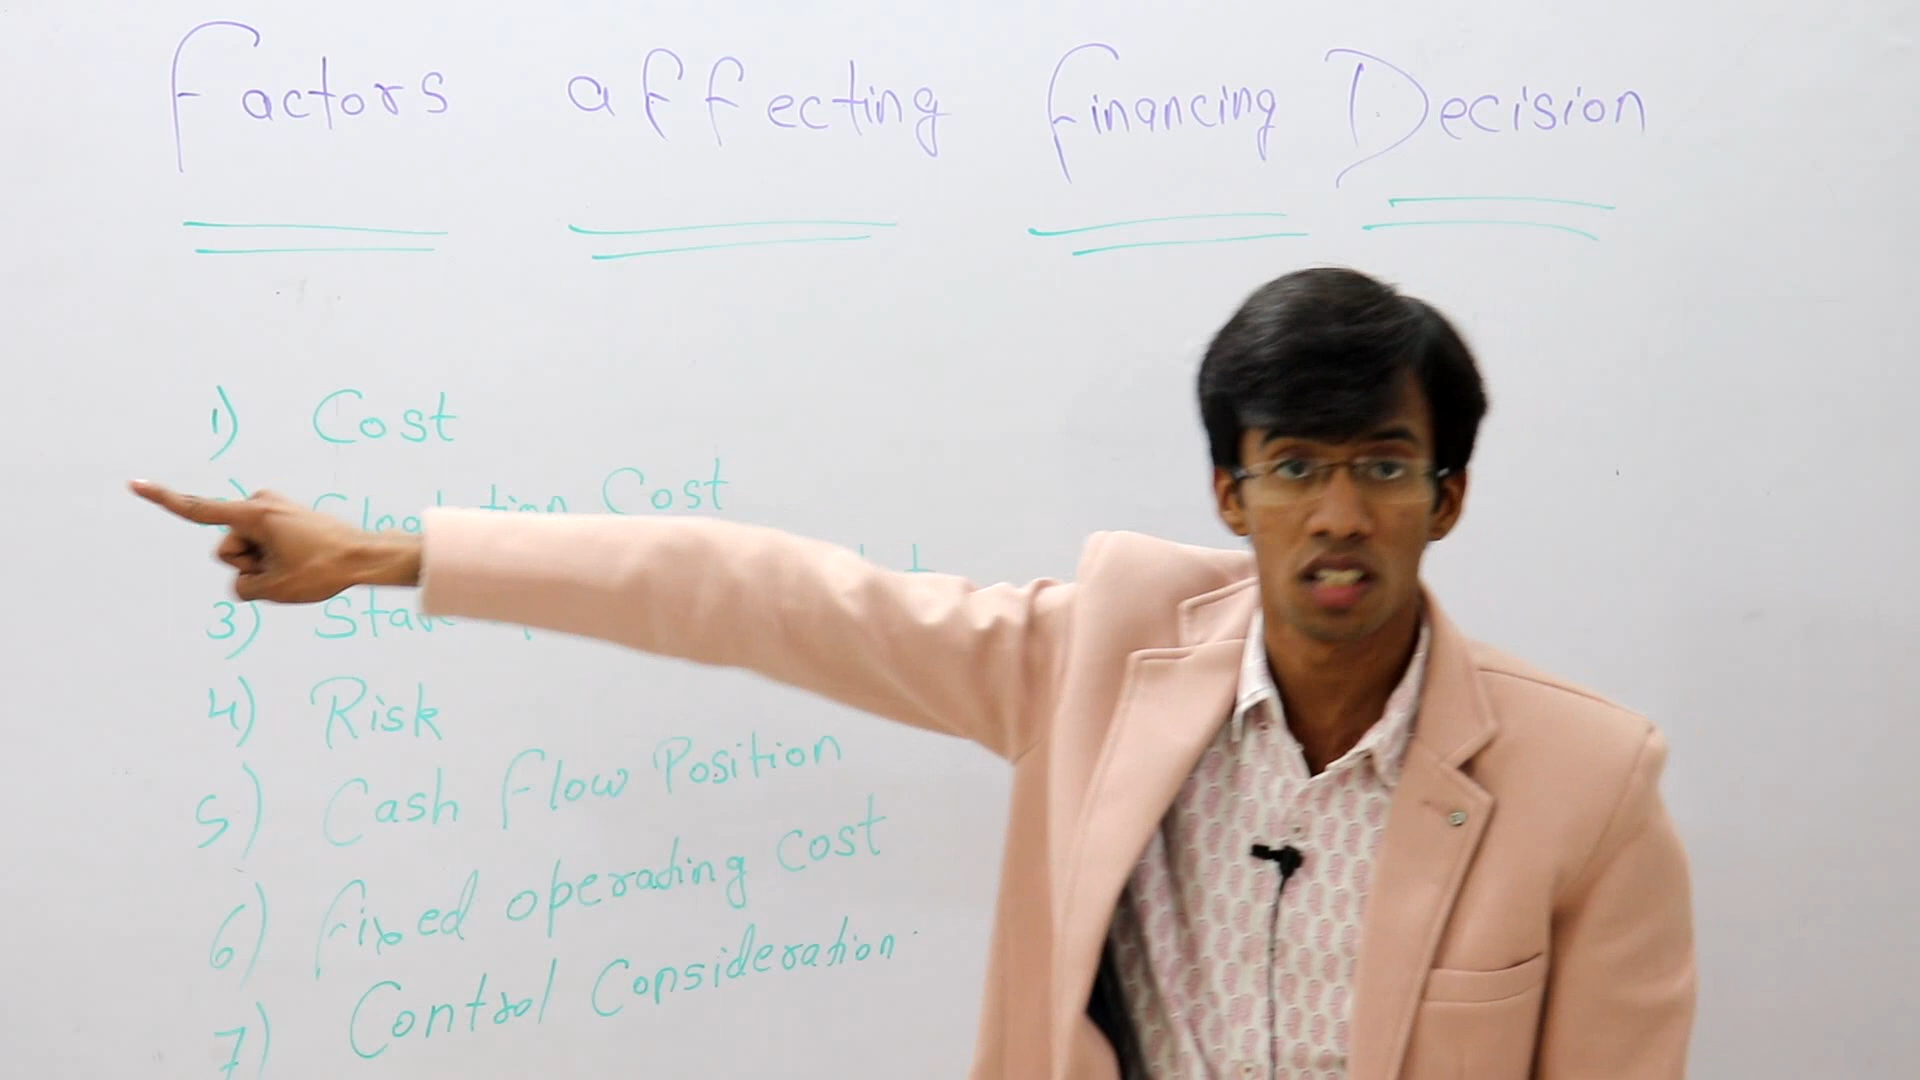 Factors affecting financing Decision
1) Cost
Cost
3)
4) Risk
5) Cash flow Position
6) fixed operating cost
7) Control Consideration